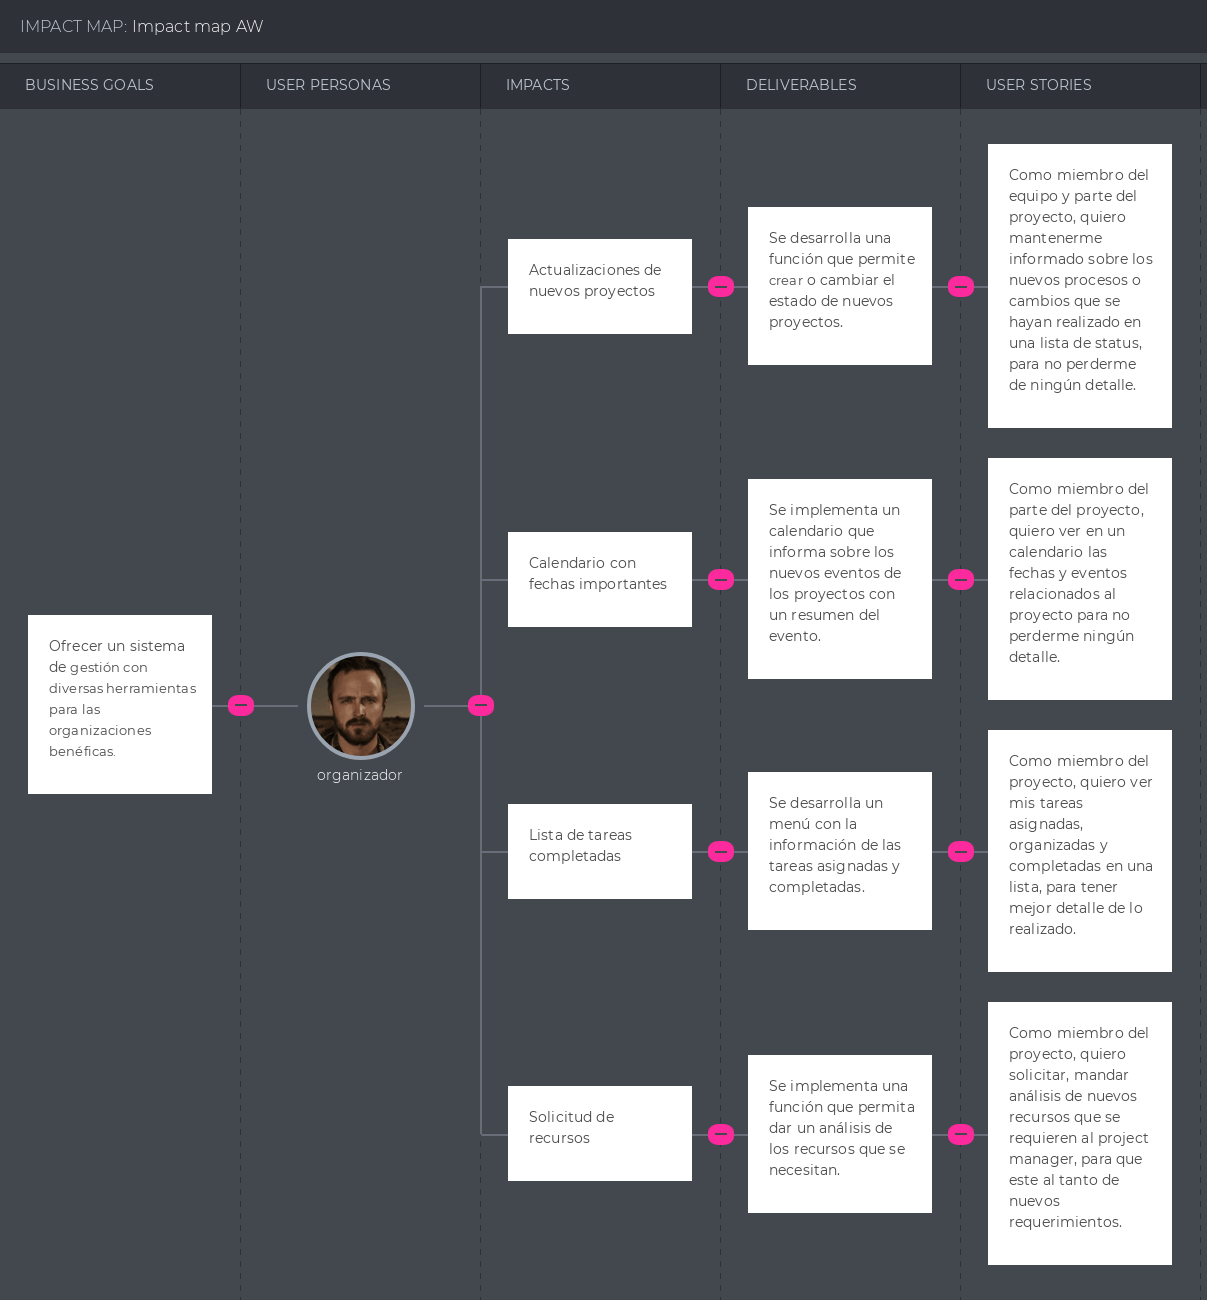 IMPACT MAP: Impact map AW
BUSINESS GOALS
USER PERSONAS
IMPACTS
DELIVERABLES
USER STORIES
Ofrecer un sistema
de gestión con
diversas herramientas
para las
organizaciones
benéficas.
organizador
Actualizaciones de
nuevos proyectos
Se desarrolla una
función que permite
crear o cambiar el
estado de nuevos
proyectos.
Como miembro del
equipo y parte del
proyecto, quiero
mantenerme
informado sobre los
nuevos procesos o
cambios que se
hayan realizado en
una lista de status,
para no perderme
de ningún detalle.
Calendario con
fechas importantes
Se implementa un
calendario que
informa sobre los
nuevos eventos de
los proyectos con
un resumen del
evento.
Como miembro del
parte del proyecto,
quiero ver en un
calendario las
fechas y eventos
relacionados al
proyecto para no
perderme ningún
detalle.
Lista de tareas
completadas
Se desarrolla un
menú con la
información de las
tareas asignadas y
completadas.
Como miembro del
proyecto, quiero ver
mis tareas
asignadas,
organizadas y
completadas en una
lista, para tener
mejor detalle de lo
realizado.
Solicitud de
recursos
Se implementa una
función que permita
dar un análisis de
los recursos que se
necesitan.
Como miembro del
proyecto, quiero
solicitar, mandar
análisis de nuevos
recursos que se
requieren al project
manager, para que
este al tanto de
nuevos
requerimientos.